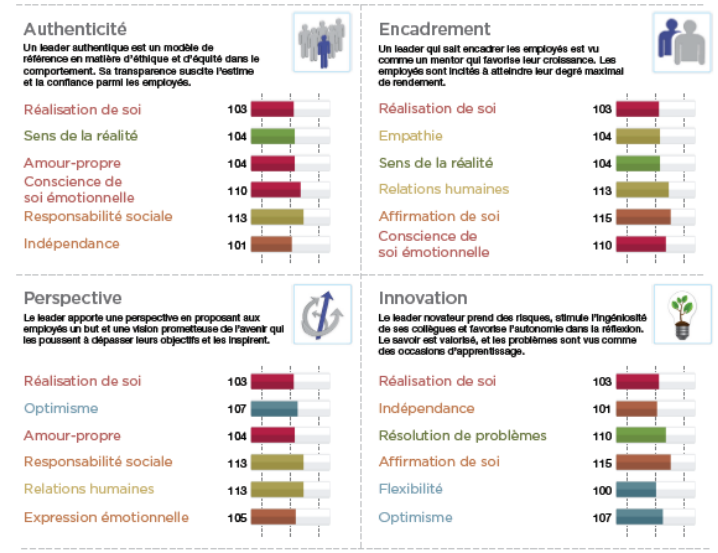 Authenticité
Un leader authentique est un modèle de
référence en matière d'éthique et d'équité dans le
comportement. Sa transparence suscite l'estime
et la confiance parmi les employés.
Réalisation de soi 103
Sens de la réalité 104
Amour-propre 104
Conscience de
soi émotionnelle 110
Responsabilité sociale 113
Indépendance 101
Encadrement
Un leader qui sait encadrer les employés est vu
comme un mentor qui favorise leur croissance. Les
employés sont incités à atteindre leur degré maximal
de rendement.
Réalisation de soi 103
Empathie 104
Sens de la réalité 104
Relations humaines 113
Affirmation de soi 115
Conscience de
soi émotionnelle 110
Perspective
Le leader apporte une perspective en proposant aux
employés un but et une vision prometteuse de l'avenir qui
les poussent à dépasser leurs objectifs et les inspirent.
Réalisation de soi 103
Optimisme 107
Amour-propre 104
Responsabilité sociale 113
Relations humaines 113
Expression émotionnelle 105
Innovation
Le leader novateur prend des risques, stimule l'ingéniosité
de ses collègues et favorise l'autonomie dans la réflexion.
Le savoir est valorisé, et les problèmes sont vus comme
des occasions d'apprentissage.
Réalisation de soi 103
Indépendance 101
Résolution de problèmes 110
Affirmation de soi 115
Flexibilité 100
Optimisme 107